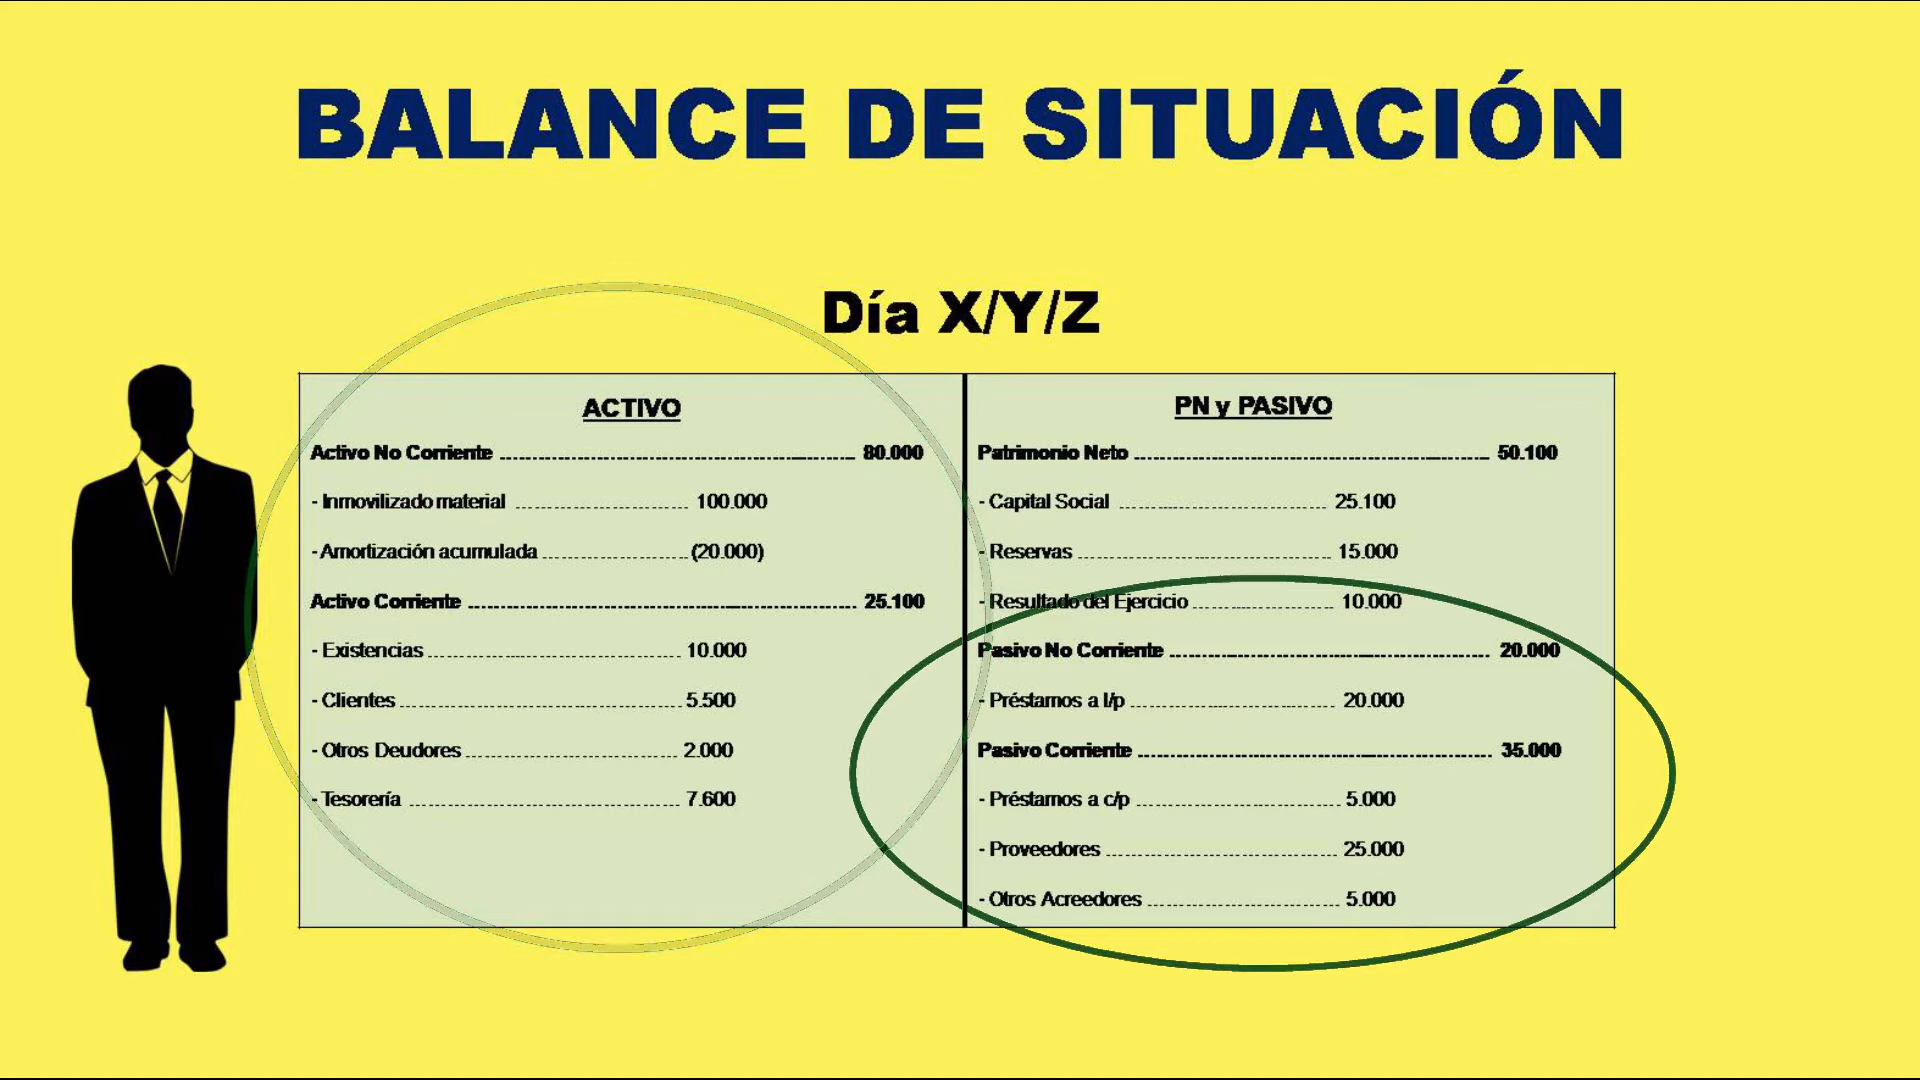 BALANCE DE SITUACIÓN
Día X/Y/Z
ACTIVO
Activo No Corriente 80.000
- Inmovilizado material 100.000
- Amortización acumulada (20.000)
Activo Corriente 25.100
- Existencias 10.000
- Clientes 5.500
- Otros Deudores 2.000
- Tesorería 7.600
PN y PASIVO
Patrimonio Neto 50.100
- Capital Social 25.100
- Reservas 15.000
- Resultado del Ejercicio 10.000
Pasivo No Corriente 20.000
- Préstamos a l/p 20.000
Pasivo Corriente 35.000
- Préstamos a c/p 5.000
- Proveedores 25.000
- Otros Acreedores 5.000